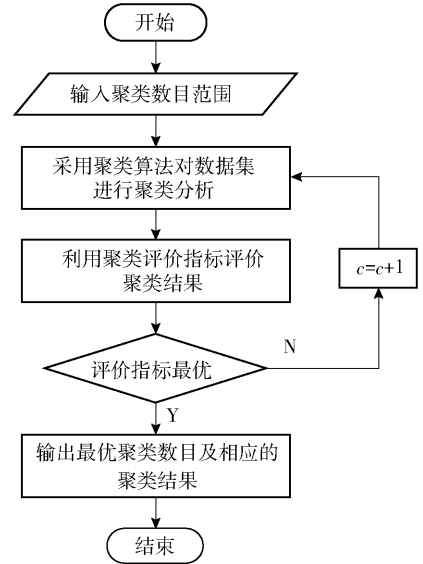 开始
输入聚类数目范围
采用聚类算法对数据集
进行聚类分析
利用聚类评价指标评价
聚类结果
c=c+1
评价指标最优
N
Y
输出最优聚类数目及相应的
聚类结果
结束